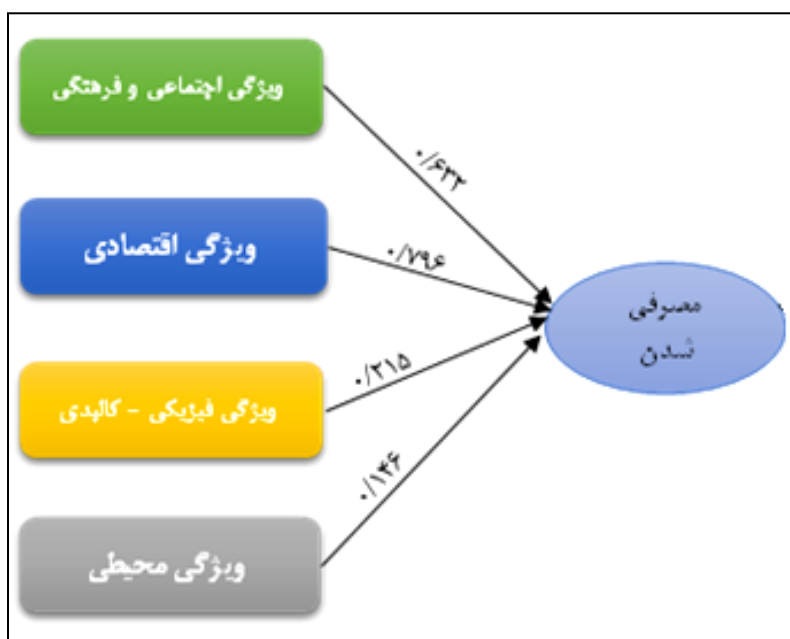 ویژگی اجتماعی و فرهنگی
۰/۶۳۲
ویژگی اقتصادی
۰/۷۹۶
مصرفی
شدن
ویژگی فیزیکی - کالبدی
۰/۲۱۵
ویژگی محیطی
۰/۱۴۶